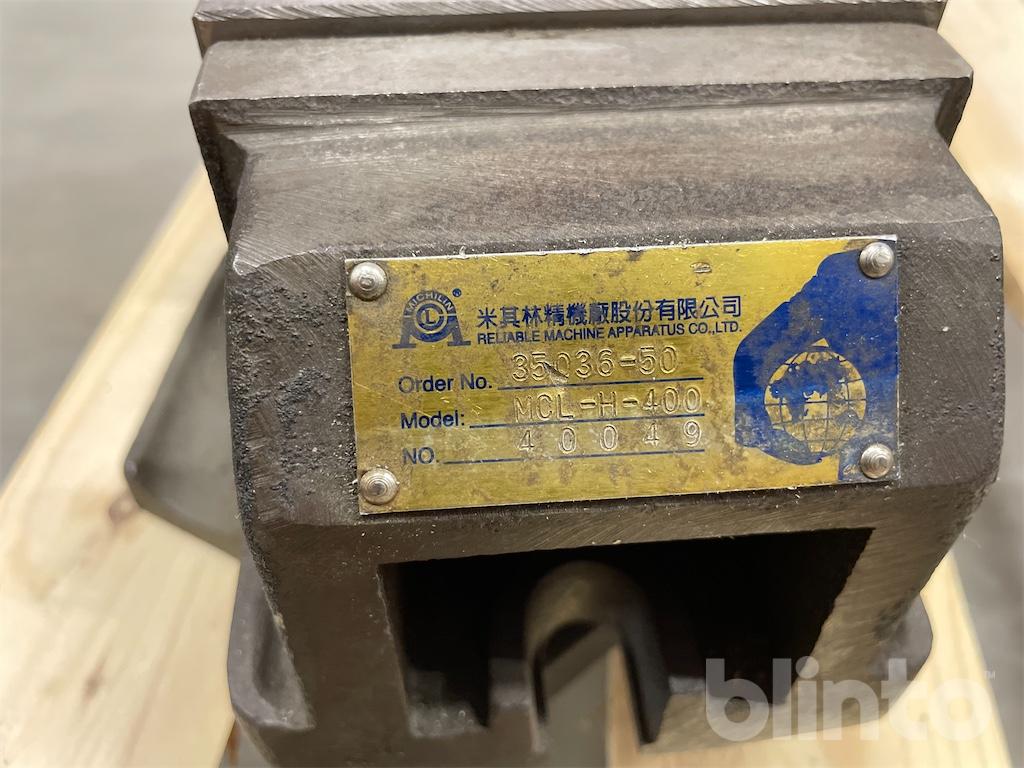 MICHILIN
L
®
米其林精機廠股份有限公司
RELIABLE MACHINE APPARATUS CO.,LTD.
Order No. 35036-50
Model: MCL-H-400
NO. 40049
blinto™